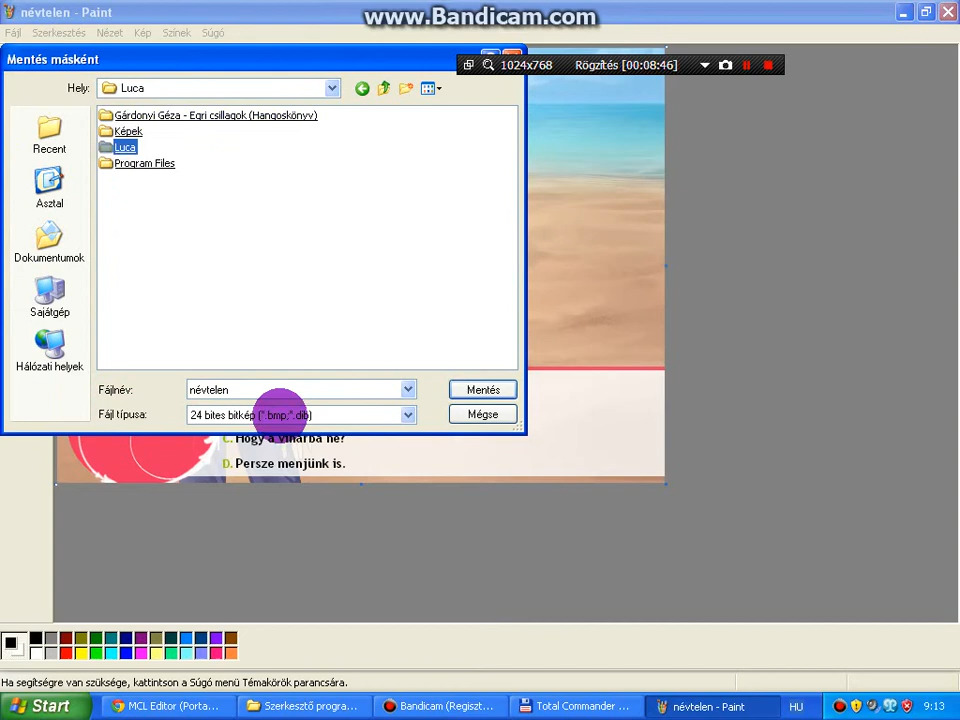 névtelen - Paint
www.Bandicam.com
Fájl Szerkesztés Nézet Kép Színek Súgó
Mentés másként
1024x768 Rögzítés [00:08:46]
Hely: Luca
Gárdonyi Géza - Egri csillagok (Hangoskönyv)
Képek
Luca
Program Files
Recent
Asztal
Dokumentumok
Sajátgép
Hálózati helyek
Fájlnév: névtelen Mentés
Fájl típusa: 24 bites bitkép (*.bmp;*.dib) Mégse
C. Hogy a viharba ne?
D. Persze menjünk is.
Ha segítségre van szüksége, kattintson a Súgó menü Témakörök parancsára.
Start MCL Editor (Porta... Szerkesztő progra... Bandicam (Regiszt... Total Commander ... névtelen - Paint HU 9:13